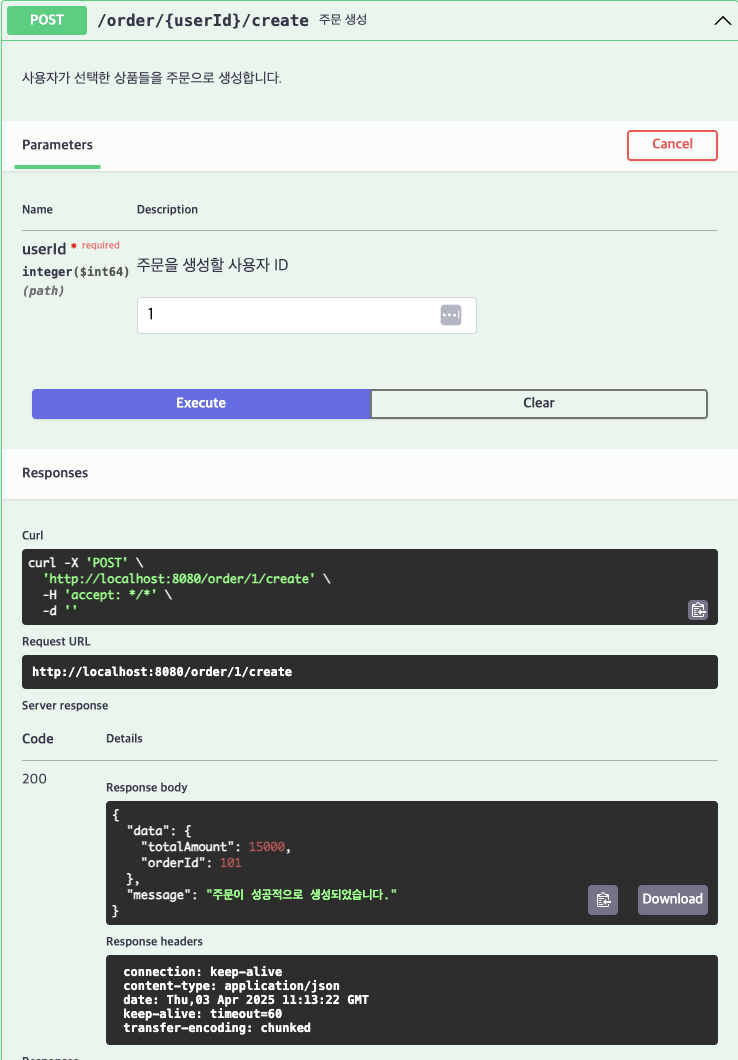 POST /order/{userId}/create 주문 생성
사용자가 선택한 상품들을 주문으로 생성합니다.
Parameters
Cancel
Name Description
userId * required
integer($int64)
(path)
주문을 생성할 사용자 ID
1
Execute
Clear
Responses
Curl
curl -X 'POST' \
'http://localhost:8080/order/1/create' \
-H 'accept: */*' \
-d ''
Request URL
http://localhost:8080/order/1/create
Server response
Code Details
200
Response body
{
"data": {
"totalAmount": 15000,
"orderId": 101
},
"message": "주문이 성공적으로 생성되었습니다."
}
Download
Response headers
connection: keep-alive
content-type: application/json
date: Thu,03 Apr 2025 11:13:22 GMT
keep-alive: timeout=60
transfer-encoding: chunked
Responses